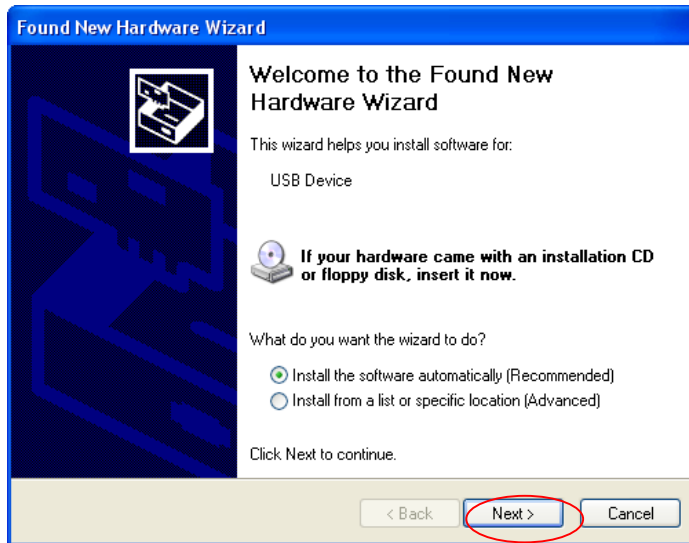 Found New Hardware Wizard
Welcome to the Found New
Hardware Wizard
This wizard helps you install software for:
USB Device
If your hardware came with an installation CD
or floppy disk, insert it now.
What do you want the wizard to do?
Install the software automatically (Recommended)
Install from a list or specific location (Advanced)
Click Next to continue.
< Back Next > Cancel